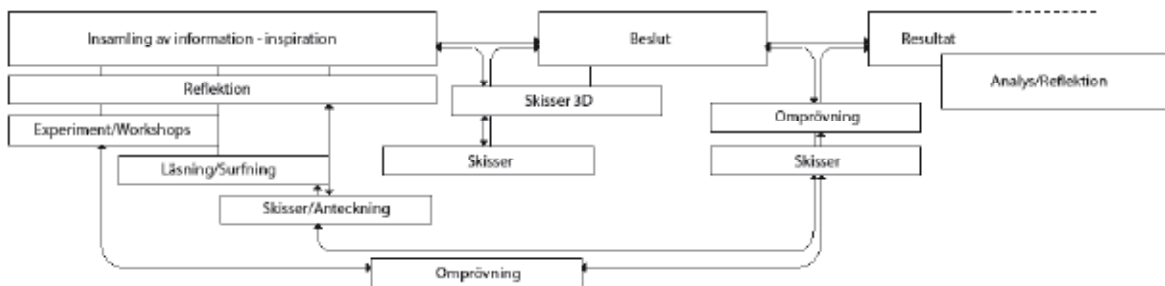 Insamling av information - inspiration
Beslut
Resultat
Reflektion
Skisser 3D
Analys/Reflektion
Experiment/Workshops
Omprövning
Läsning/Surfning
Skisser
Skisser
Skisser/Anteckning
Omprövning